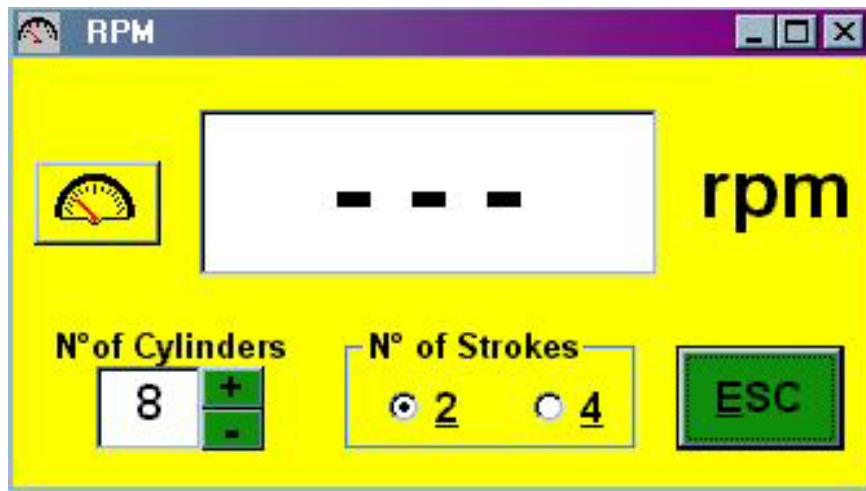 RPM
- - -
rpm
N°of Cylinders
8
+
-
N° of Strokes
2 4
ESC